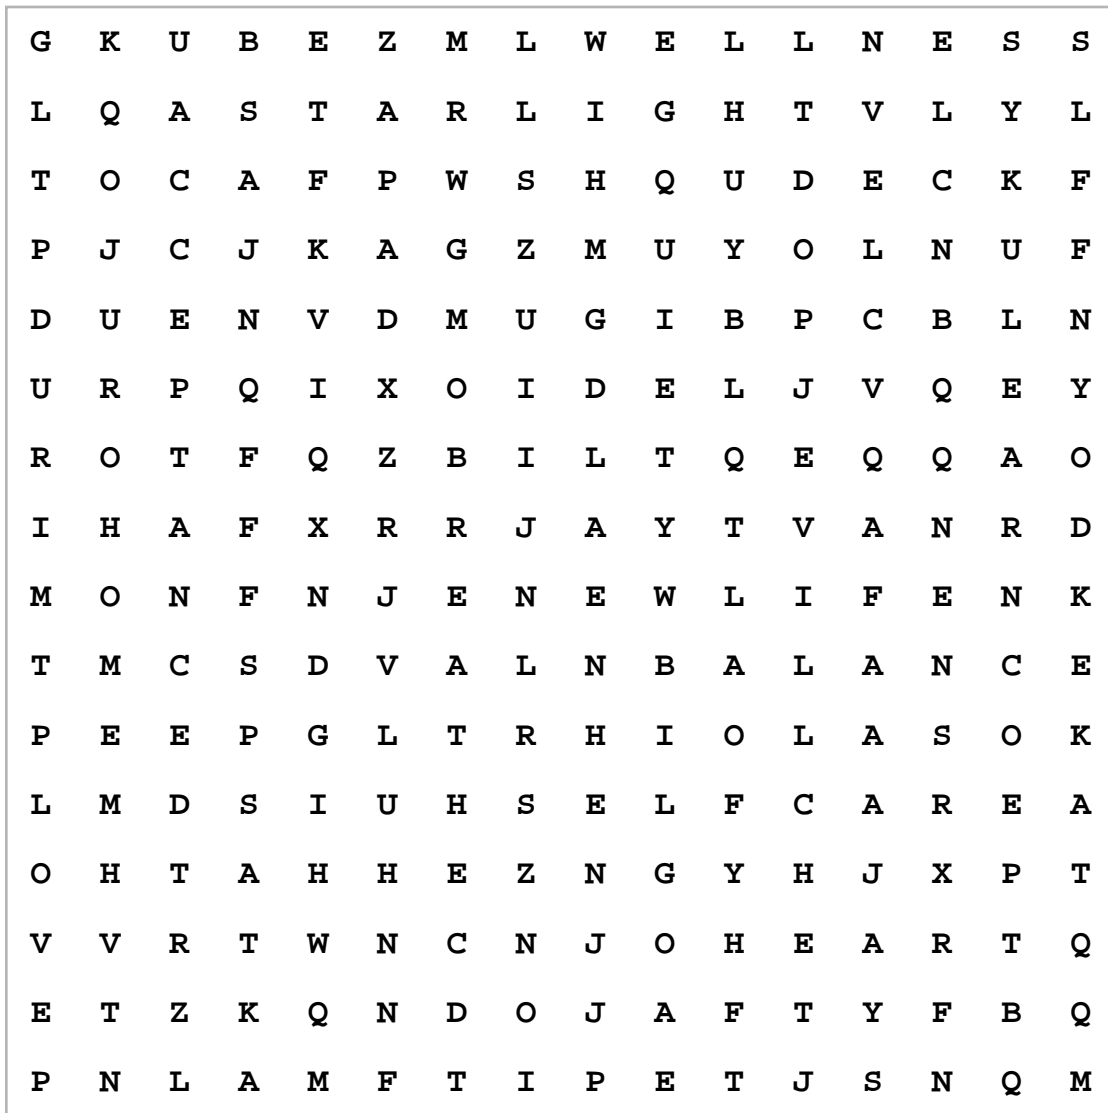 G K U B E Z M L W E L L N E S S
L Q A S T A R L I G H T V L Y L
T O C A F P W S H Q U D E C K F
P J C J K A G Z M U Y O L N U F
D U E N V D M U G I B P C B L N
U R P Q I X O I D E L J V Q E Y
R O T F Q Z B I L T Q E Q Q A O
I H A F X R R J A Y T V A N R D
M O N F N J E N E W L I F E N K
T M C S D V A L N B A L A N C E
P E E P G L T R H I O L A S O K
L M D S I U H S E L F C A R E A
O H T A H H E Z N G Y H J X P T
V V R T W N C N J O H E A R T Q
E T Z K Q N D O J A F T Y F B Q
P N L A M F T I P E T J S N Q M